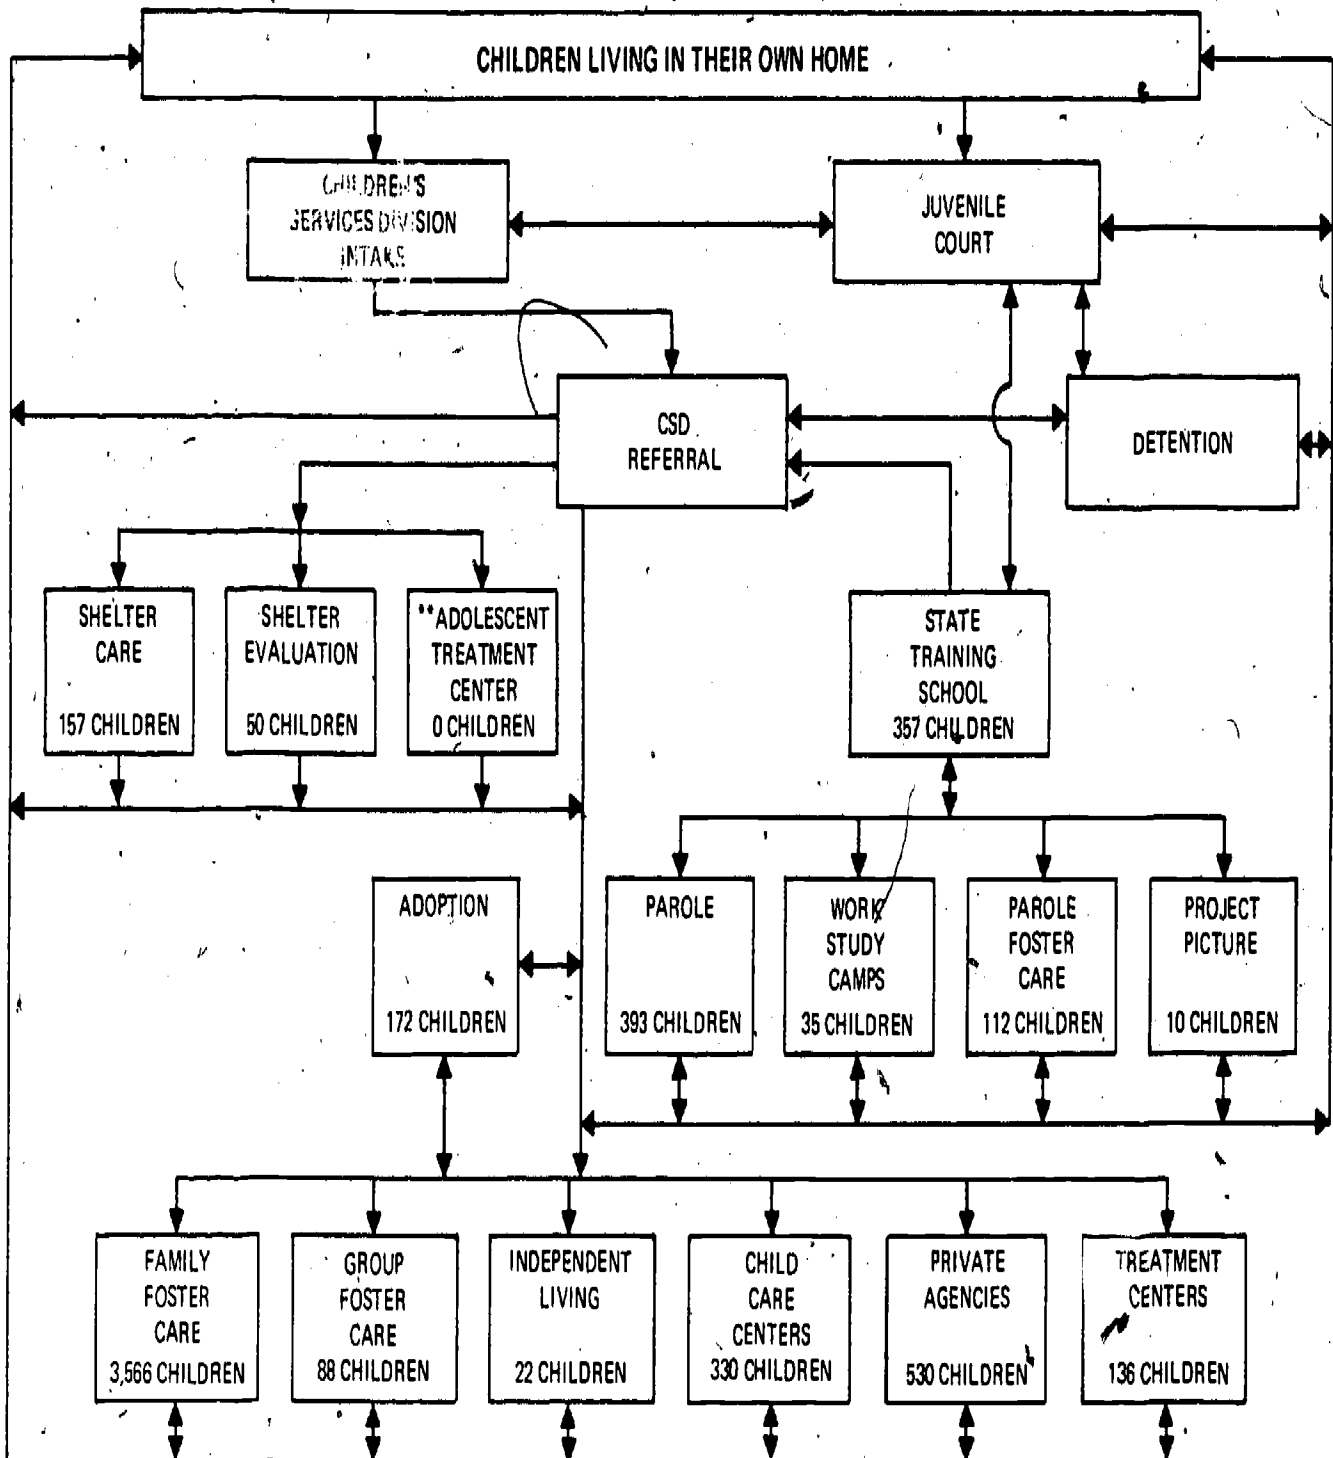 CHILDREN LIVING IN THEIR OWN HOME
CHILDREN'S
SERVICES DIVISION
INTAKE
JUVENILE
COURT
CSD
REFERRAL
DETENTION
SHELTER
CARE
157 CHILDREN
SHELTER
EVALUATION
50 CHILDREN
**ADOLESCENT
TREATMENT
CENTER
0 CHILDREN
STATE
TRAINING
SCHOOL
357 CHILDREN
ADOPTION
172 CHILDREN
PAROLE
393 CHILDREN
WORK
STUDY
CAMPS
35 CHILDREN
PAROLE
FOSTER
CARE
112 CHILDREN
PROJECT
PICTURE
10 CHILDREN
FAMILY
FOSTER
CARE
3,566 CHILDREN
GROUP
FOSTER
CARE
88 CHILDREN
INDEPENDENT
LIVING
22 CHILDREN
CHILD
CARE
CENTERS
330 CHILDREN
PRIVATE
AGENCIES
530 CHILDREN
TREATMENT
CENTERS
136 CHILDREN